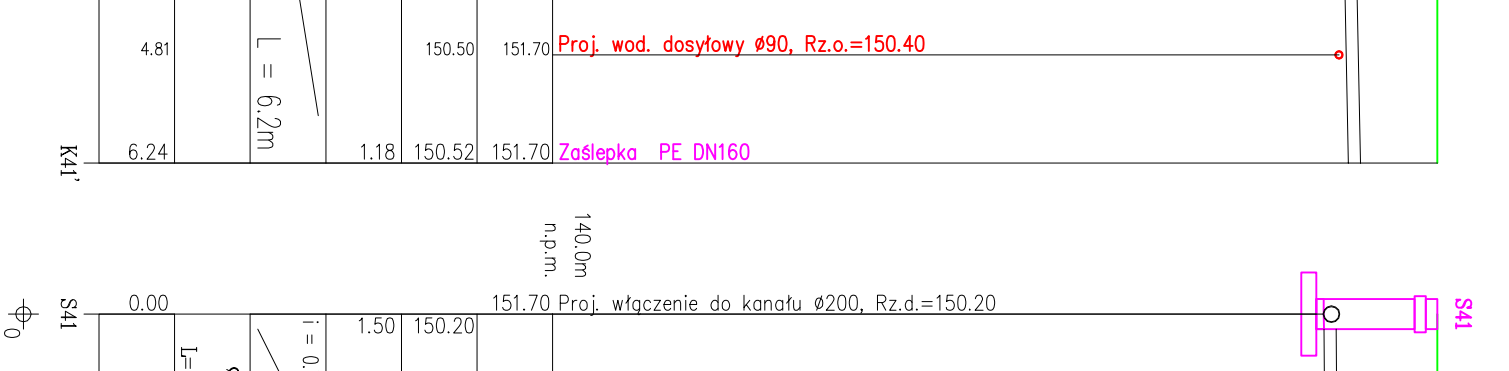 4.81 150.50 151.70 Proj. wod. dosyłowy ø90, Rz.o.=150.40
L = 6.2m
K41' 6.24 1.18 150.52 151.70 Zaślepka PE DN160
140.0m
n.p.m.
S41 0.00 151.70 Proj. włączenie do kanału ø200, Rz.d.=150.20 S41
0
1.50 150.20
i = 0.
L=